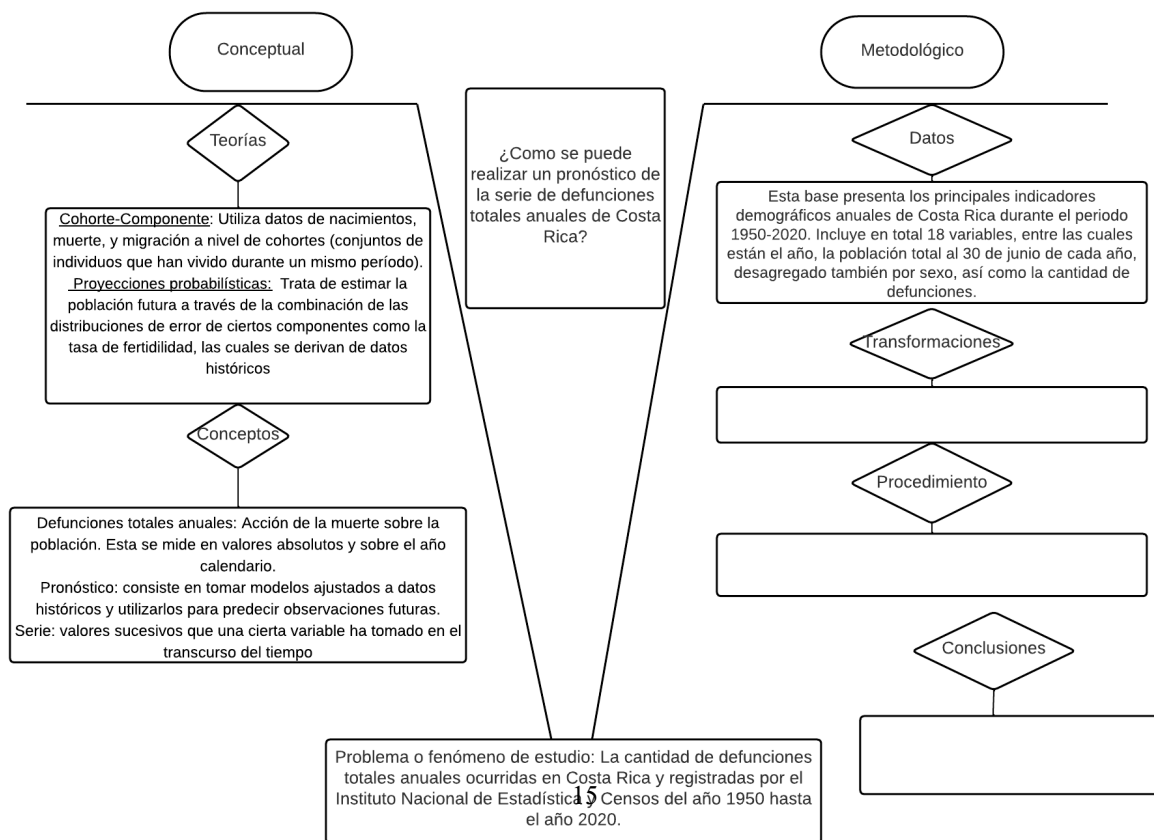 Conceptual
Teorías
Cohorte-Componente: Utiliza datos de nacimientos,
muerte, y migración a nivel de cohortes (conjuntos de
individuos que han vivido durante un mismo período).
Proyecciones probabilísticas: Trata de estimar la
población futura a través de la combinación de las
distribuciones de error de ciertos componentes como la
tasa de fertidilidad, las cuales se derivan de datos
históricos
Conceptos
Defunciones totales anuales: Acción de la muerte sobre la
población. Esta se mide en valores absolutos y sobre el año
calendario.
Pronóstico: consiste en tomar modelos ajustados a datos
históricos y utilizarlos para predecir observaciones futuras.
Serie: valores sucesivos que una cierta variable ha tomado en el
transcurso del tiempo
¿Como se puede
realizar un pronóstico de
la serie de defunciones
totales anuales de Costa
Rica?
Metodológico
Datos
Esta base presenta los principales indicadores
demográficos anuales de Costa Rica durante el periodo
1950-2020. Incluye en total 18 variables, entre las cuales
están el año, la población total al 30 de junio de cada año,
desagregado también por sexo, así como la cantidad de
defunciones.
Transformaciones
Procedimiento
Conclusiones
Problema o fenómeno de estudio: La cantidad de defunciones
totales anuales ocurridas en Costa Rica y registradas por el
Instituto Nacional de Estadística y Censos del año 1950 hasta
el año 2020.
15